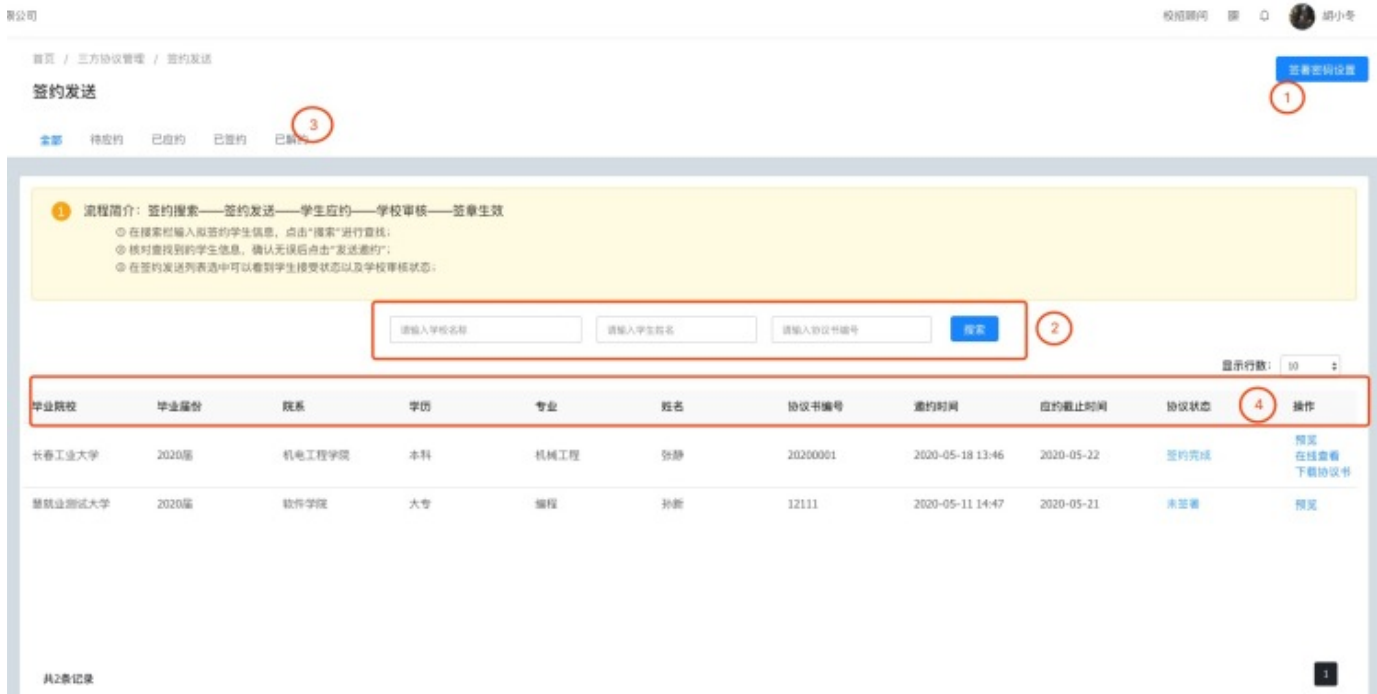 限公司 校招顾问 胡小冬
首页 / 三方协议管理 / 签约发送
签署密码设置
签约发送
1
3
全部 待应约 已应约 已签约 已解约
流程简介：签约搜索——签约发送——学生应约——学校审核——签章生效
① 在搜索栏输入拟签约学生信息，点击“搜索”进行查找；
② 核对查找到的学生信息，确认无误后点击“发送邀约”；
③ 在签约发送列表选中可以看到学生接受状态以及学校审核状态；
请输入学校名称 请输入学生姓名 请输入协议书编号 搜索 2
显示行数： 10
毕业院校 毕业届份 院系 学历 专业 姓名 协议书编号 邀约时间 应约截止时间 协议状态 4 操作
长春工业大学 2020届 机电工程学院 本科 机械工程 张静 20200001 2020-05-18 13:46 2020-05-22 签约完成 预览
在线查看
下载协议书
慧就业测试大学 2020届 软件学院 大专 编程 孙新 12111 2020-05-11 14:47 2020-05-21 未签署 预览
共2条记录 1